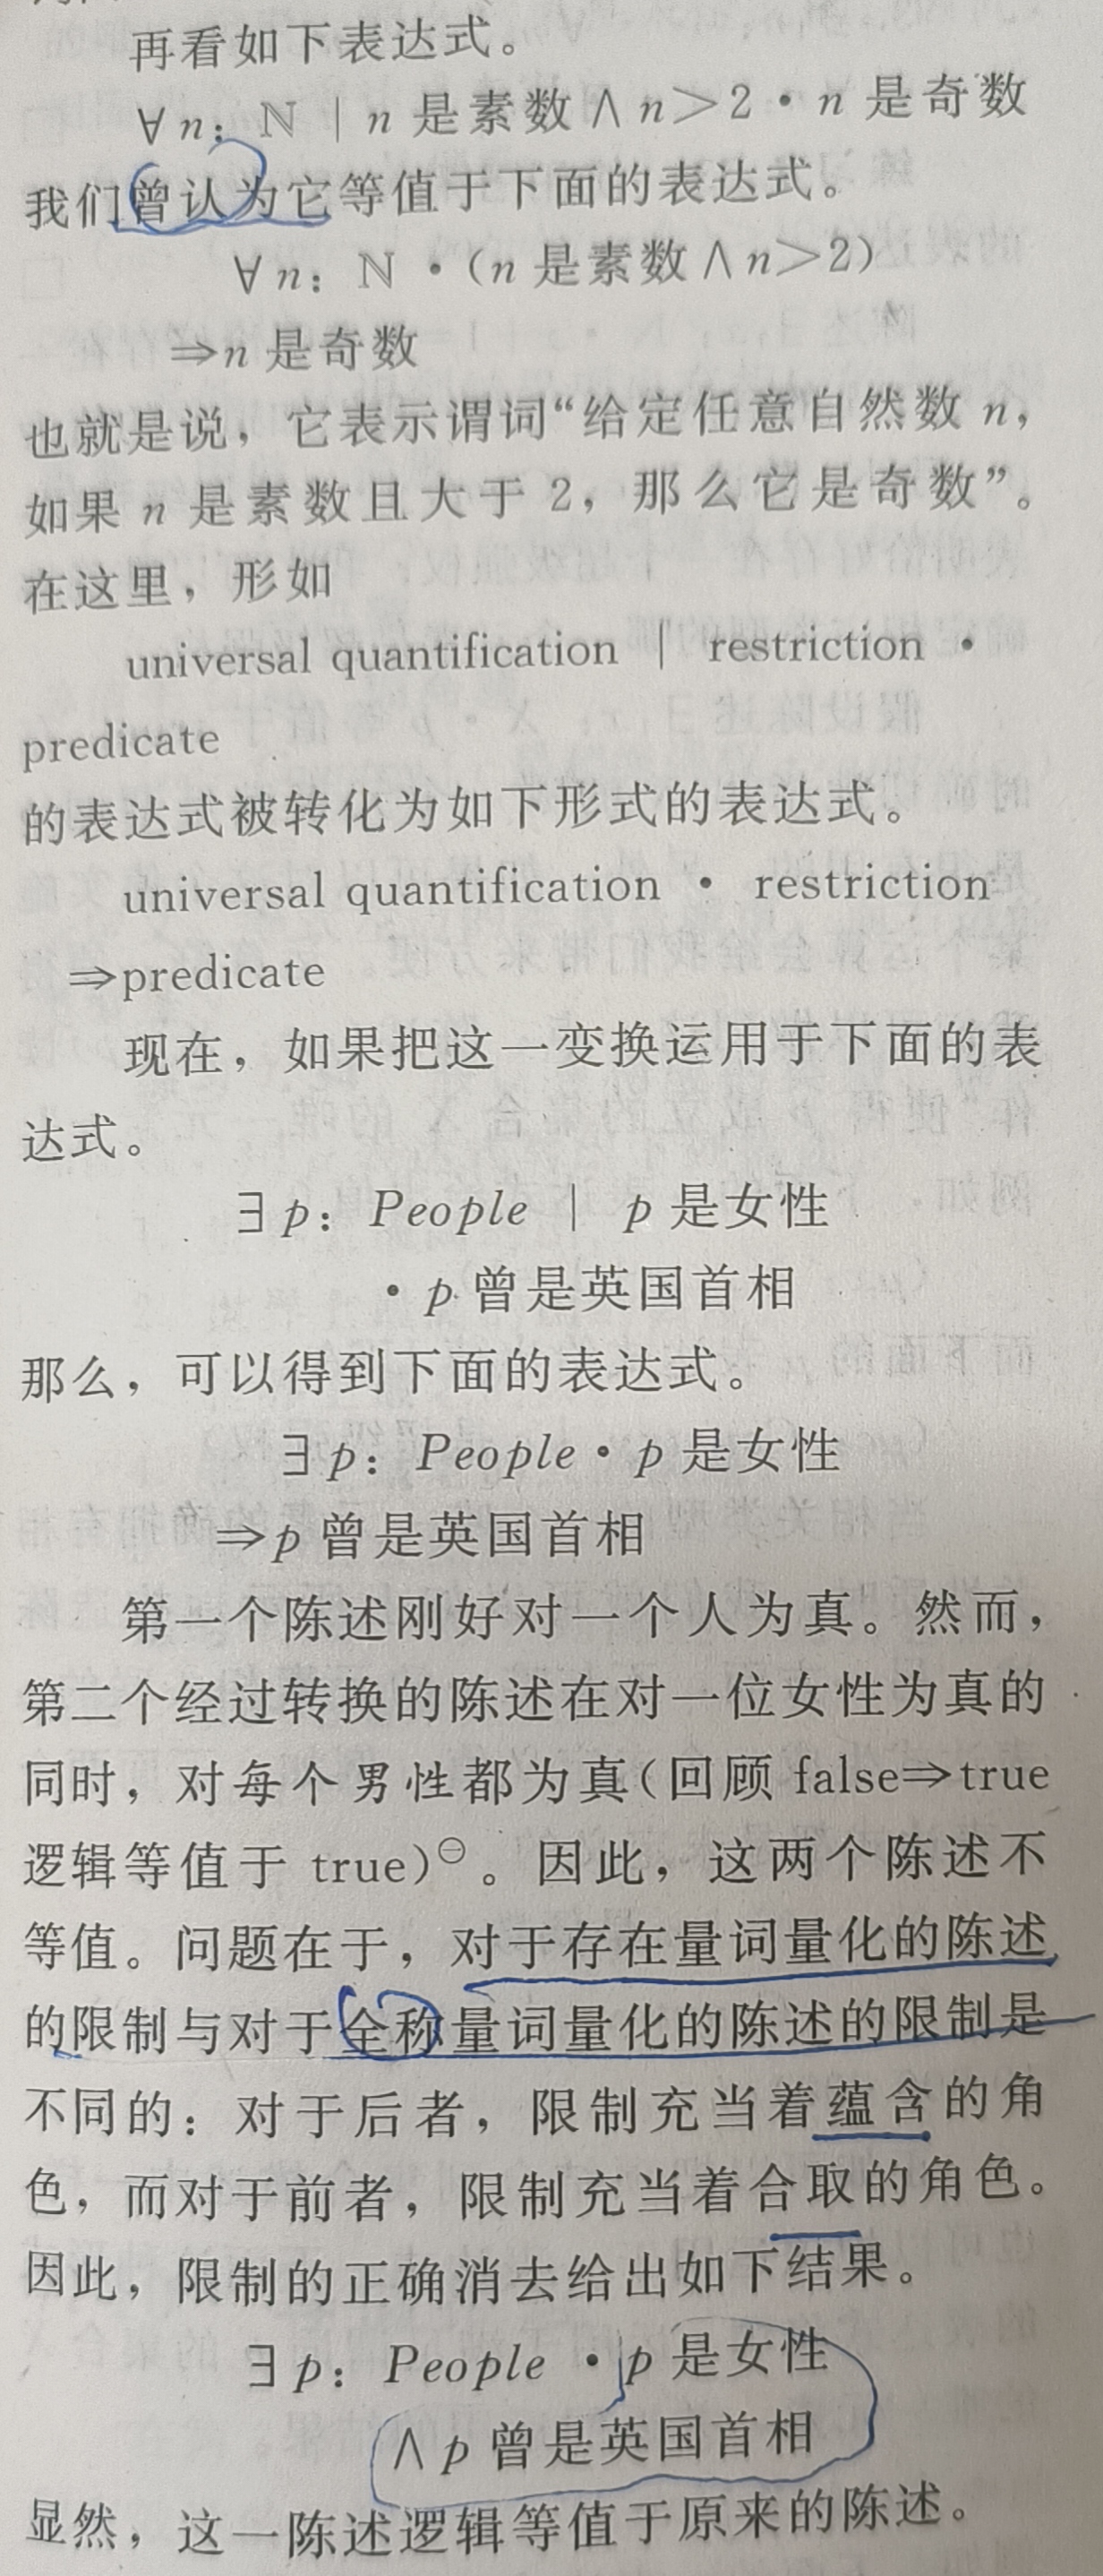 再看如下表达式。
∀n：ℕ | n 是素数∧n＞2・n 是奇数
我们曾认为它等值于下面的表达式。
∀n：ℕ・(n 是素数∧n＞2)
⇒n 是奇数
也就是说，它表示谓词“给定任意自然数 n，
如果 n 是素数且大于 2，那么它是奇数”。
在这里，形如
universal quantification | restriction •
predicate
的表达式被转化为如下形式的表达式。
universal quantification • restriction
⇒predicate
现在，如果把这一变换运用于下面的表
达式。
∃p：People | p 是女性
• p 曾是英国首相
那么，可以得到下面的表达式。
∃p：People・p 是女性
⇒p 曾是英国首相
第一个陈述刚好对一个人为真。然而，
第二个经过转换的陈述在对一位女性为真的
同时，对每个男性都为真(回顾 false⇒true
逻辑等值于 true)⊖。因此，这两个陈述不
等值。问题在于，对于存在量词量化的陈述
的限制与对于全称量词量化的陈述的限制是
不同的：对于后者，限制充当着蕴含的角
色，而对于前者，限制充当着合取的角色。
因此，限制的正确消去给出如下结果。
∃p：People・p 是女性
∧p 曾是英国首相
显然，这一陈述逻辑等值于原来的陈述。